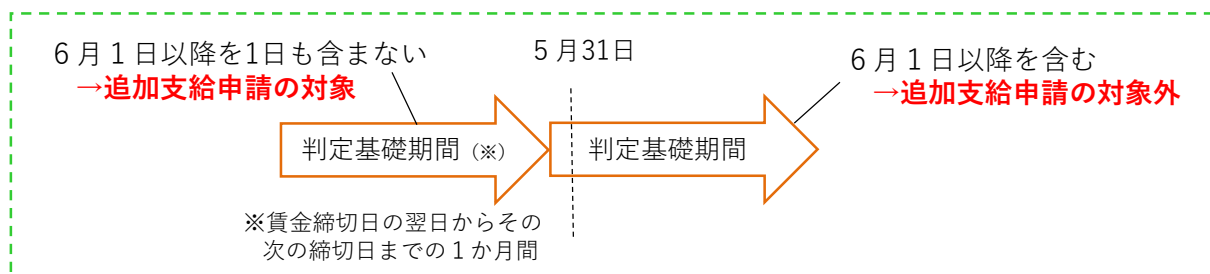 ６月１日以降を1日も含まない
→追加支給申請の対象
５月31日
６月１日以降を含む
→追加支給申請の対象外
判定基礎期間（※）
判定基礎期間
※賃金締切日の翌日からその
次の締切日までの１か月間